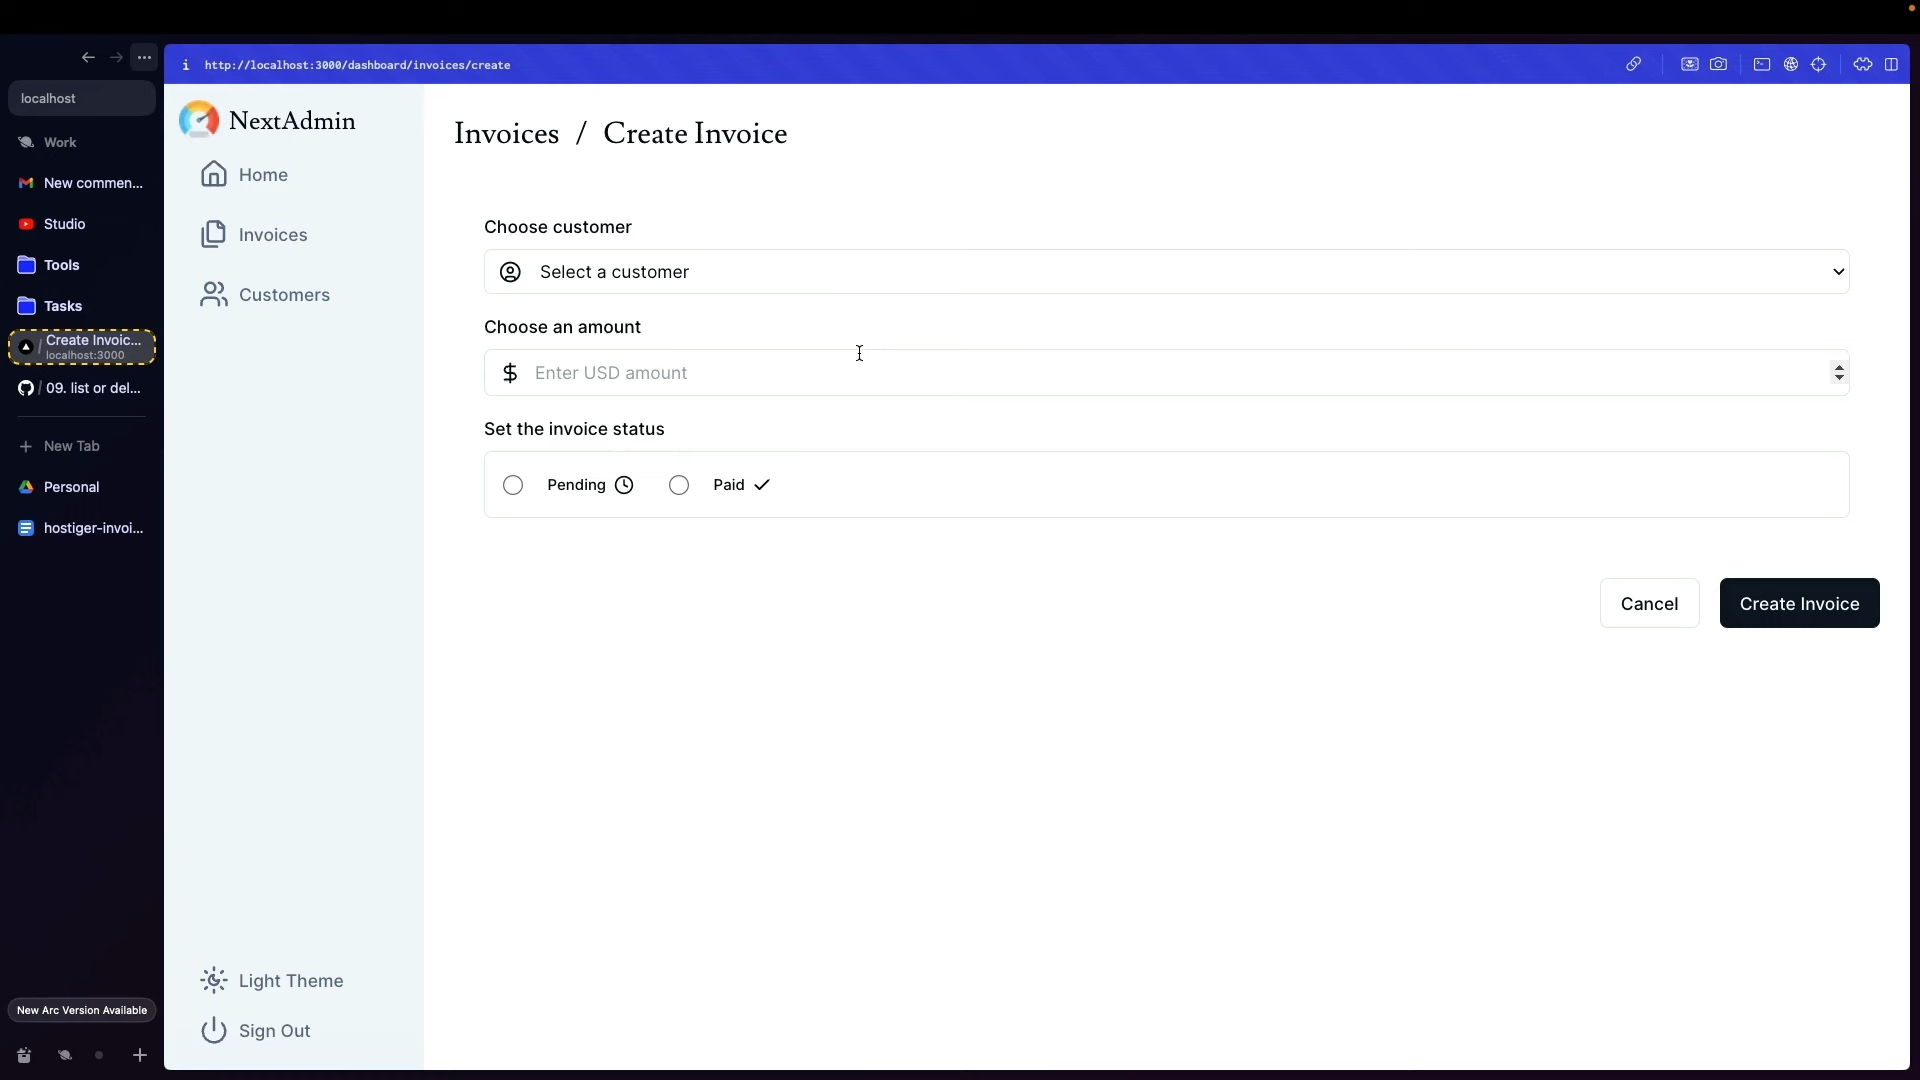 localhost
Work
New commen...
Studio
Tools
Tasks
/ Create Invoic...
localhost:3000
/ 09. list or del...
New Tab
Personal
hostiger-invoi...
New Arc Version Available
http://localhost:3000/dashboard/invoices/create
NextAdmin
Home
Invoices
Customers
Light Theme
Sign Out
Invoices / Create Invoice
Choose customer
Select a customer
Choose an amount
$ Enter USD amount
Set the invoice status
Pending Paid
Cancel Create Invoice